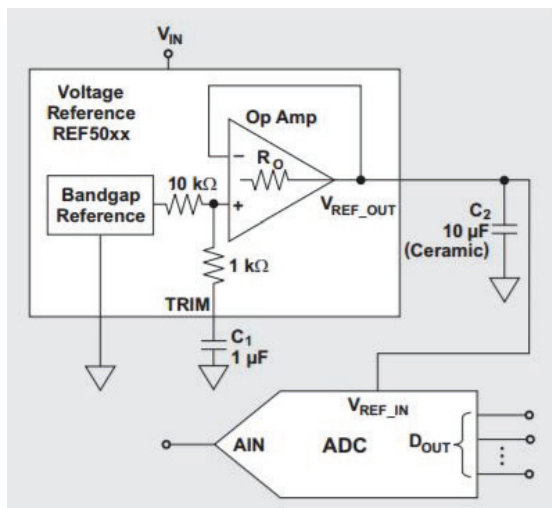 VIN
Voltage
Reference
REF50xx
Op Amp
−
RO
Bandgap
Reference
10 kΩ
+
VREF_OUT
C2
10 µF
(Ceramic)
1 kΩ
TRIM
C1
1 µF
VREF_IN
AIN
ADC
DOUT